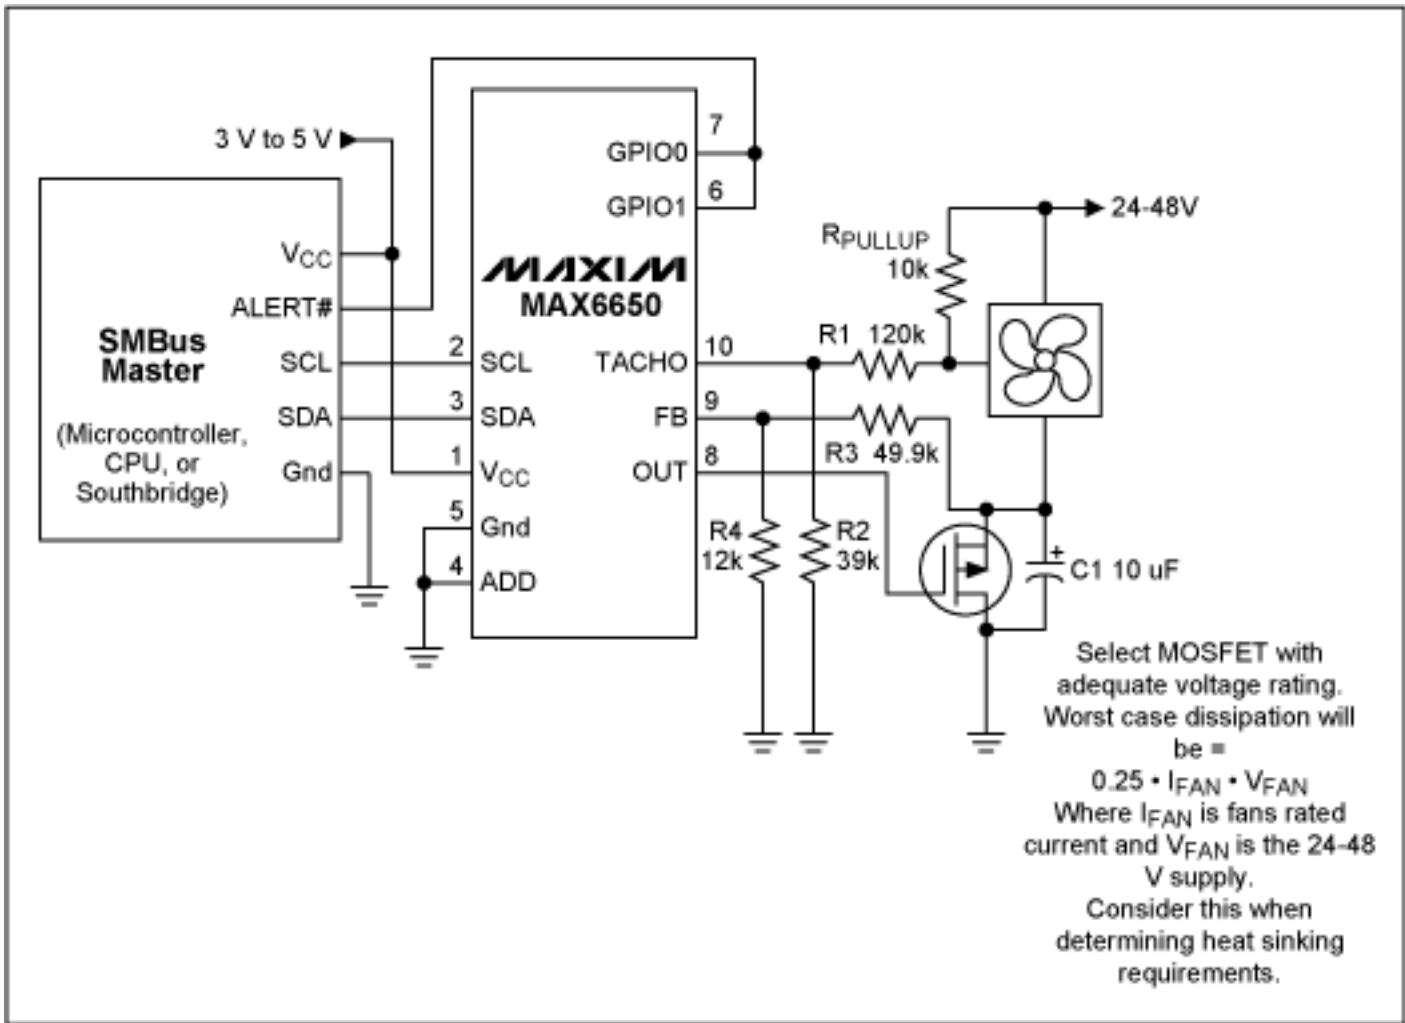 3 V to 5 V
VCC
ALERT#
SMBus
Master
SCL
SDA
(Microcontroller,
CPU, or
Southbridge)
Gnd
7
GPIO0
6
GPIO1
MAXIM
MAX6650
2
SCL
TACHO
10
3
SDA
FB
9
1
VCC
OUT
8
5
Gnd
4
ADD
24-48V
RPULLUP
10k
R1 120k
R3 49.9k
R4
12k
R2
39k
+
C1 10 uF
Select MOSFET with
adequate voltage rating.
Worst case dissipation will
be =
0.25 • IFAN • VFAN
Where IFAN is fans rated
current and VFAN is the 24-48
V supply.
Consider this when
determining heat sinking
requirements.